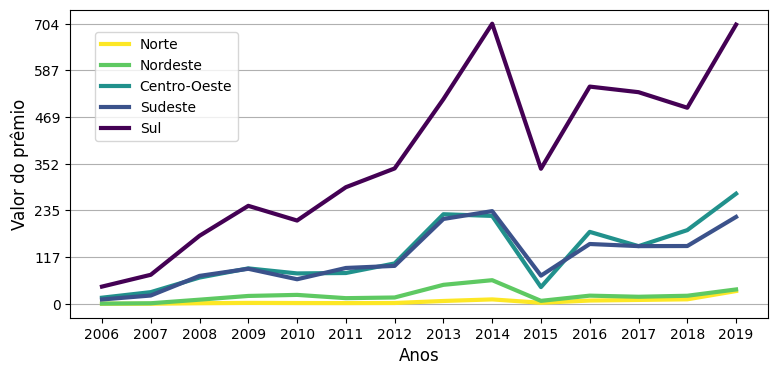 704
587
469
352
235
117
0
Valor do prêmio
Norte
Nordeste
Centro-Oeste
Sudeste
Sul
2006 2007 2008 2009 2010 2011 2012 2013 2014 2015 2016 2017 2018 2019
Anos